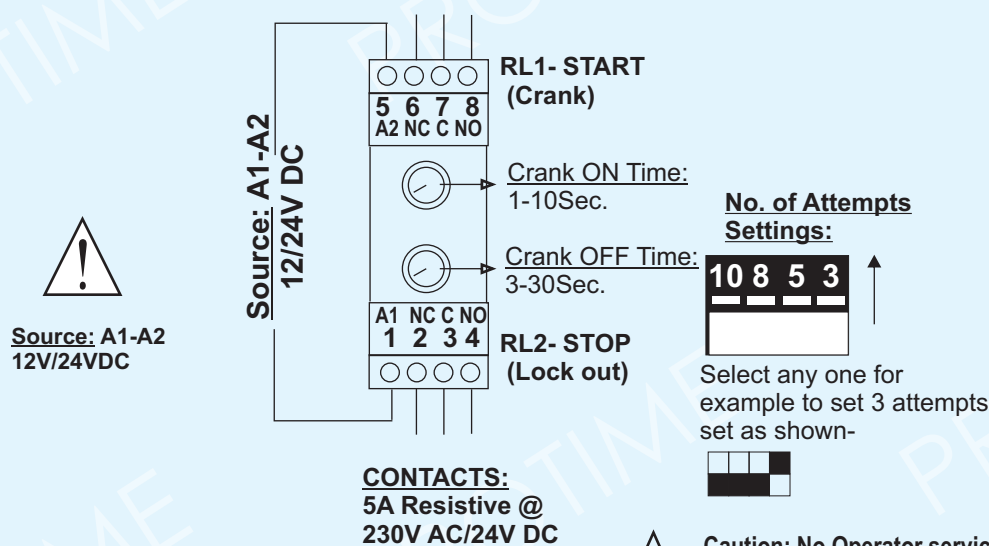 RL1- START
(Crank)
5 6 7 8
A2 NC C NO
Source: A1-A2
12/24V DC
Crank ON Time:
1-10Sec.
Crank OFF Time:
3-30Sec.
No. of Attempts
Settings:
10 8 5 3
Source: A1-A2
12V/24VDC
A1 NC C NO
1 2 3 4
RL2- STOP
(Lock out)
Select any one for
example to set 3 attempts
set as shown-
CONTACTS:
5A Resistive @
230V AC/24V DC
Caution: No Operator